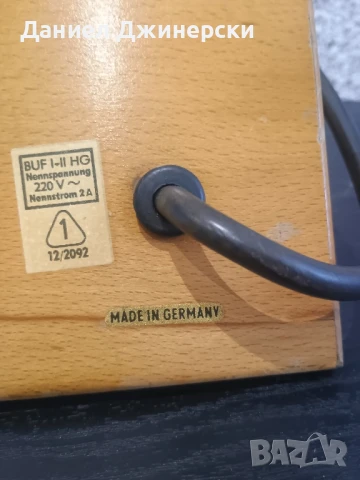 Даниел Джинерски
BUF I-II HG
Nennspannung
220 V ~
Nennstrom 2A
1
12/2092
MADE IN GERMANY
BAZAR